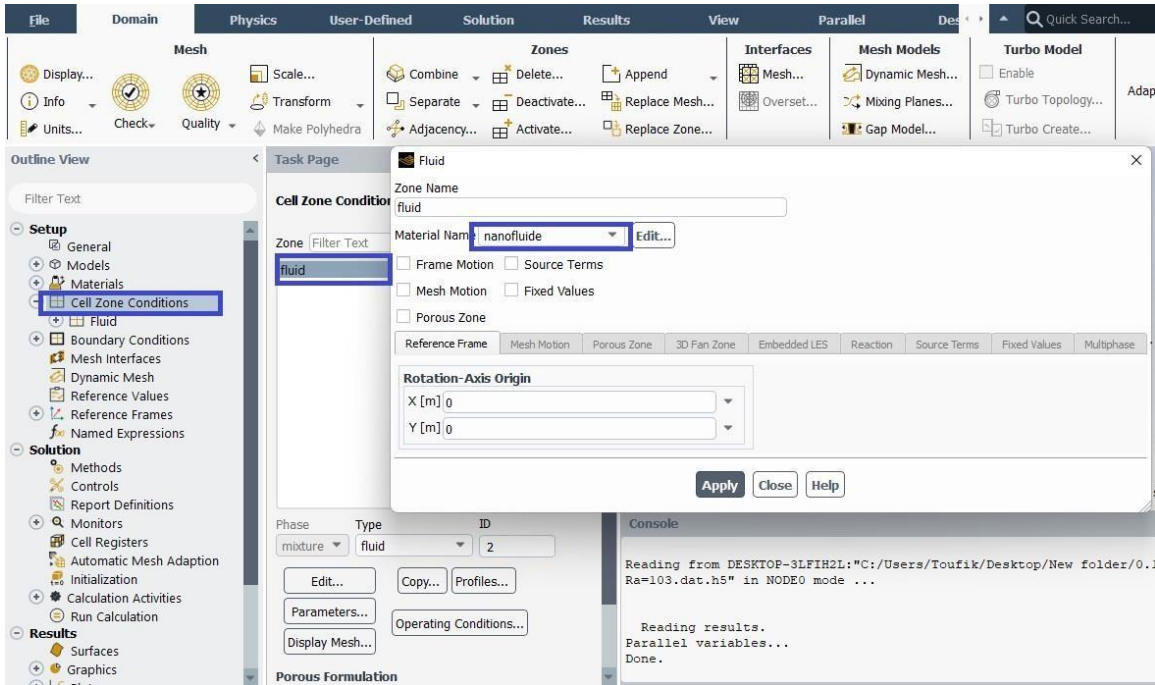 File Domain Physics User-Defined Solution Results View Parallel Des Quick Search...
Mesh Zones Interfaces Mesh Models Turbo Model
Display... Scale... Combine Delete... Append Mesh... Dynamic Mesh... Enable
Info Check Quality Transform Separate Deactivate... Replace Mesh... Overset... Mixing Planes... Turbo Topology... Adap
Units... Make Polyhedra Adjacency... Activate... Replace Zone... Gap Model... Turbo Create...
Outline View < Task Page
Filter Text
Setup
General
Models
Materials
Cell Zone Conditions
Fluid
Boundary Conditions
Mesh Interfaces
Dynamic Mesh
Reference Values
Reference Frames
Named Expressions
Solution
Methods
Controls
Report Definitions
Monitors
Cell Registers
Automatic Mesh Adaption
Initialization
Calculation Activities
Run Calculation
Results
Surfaces
Graphics
Cell Zone Condition
Zone Filter Text
fluid
Phase Type ID
mixture fluid 2
Edit... Copy... Profiles...
Parameters... Operating Conditions...
Display Mesh...
Porous Formulation
Fluid
Zone Name
fluid
Material Name nanofluide Edit...
Frame Motion Source Terms
Mesh Motion Fixed Values
Porous Zone
Reference Frame Mesh Motion Porous Zone 3D Fan Zone Embedded LES Reaction Source Terms Fixed Values Multiphase
Rotation-Axis Origin
X [m] 0
Y [m] 0
Apply Close Help
Console
Reading from DESKTOP-3LFIH2L:"C:/Users/Toufik/Desktop/New folder/0.1
Ra=103.dat.h5" in NODE0 mode ...
Reading results.
Parallel variables...
Done.